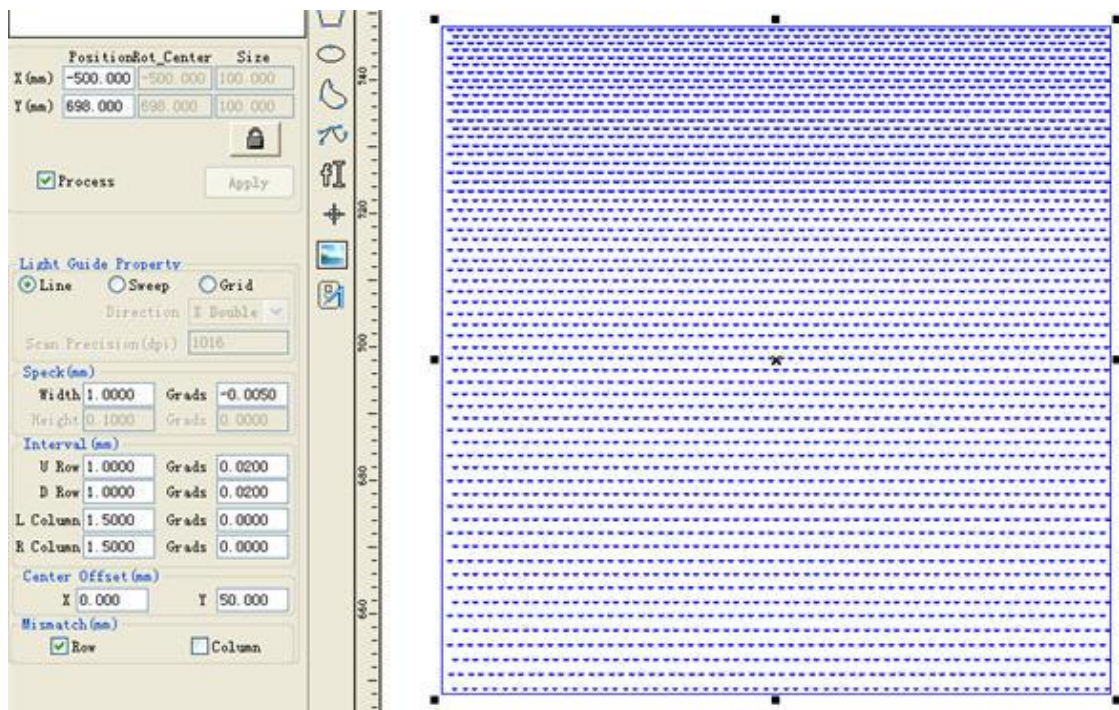 Position Rot_Center Size
X(mm) -500.000 -500.000 100.000
Y(mm) 698.000 698.000 100.000
Process Apply
Light Guide Property
Line Sweep Grid
Direction X Double
Scan Precision(dpi) 1016
Speck(mm)
Width 1.0000 Grads -0.0050
Height 0.1000 Grads 0.0000
Interval(mm)
U Row 1.0000 Grads 0.0200
D Row 1.0000 Grads 0.0200
L Column 1.5000 Grads 0.0000
R Column 1.5000 Grads 0.0000
Center Offset(mm)
X 0.000 Y 50.000
Mismatch(mm)
Row Column
740
720
700
680
660